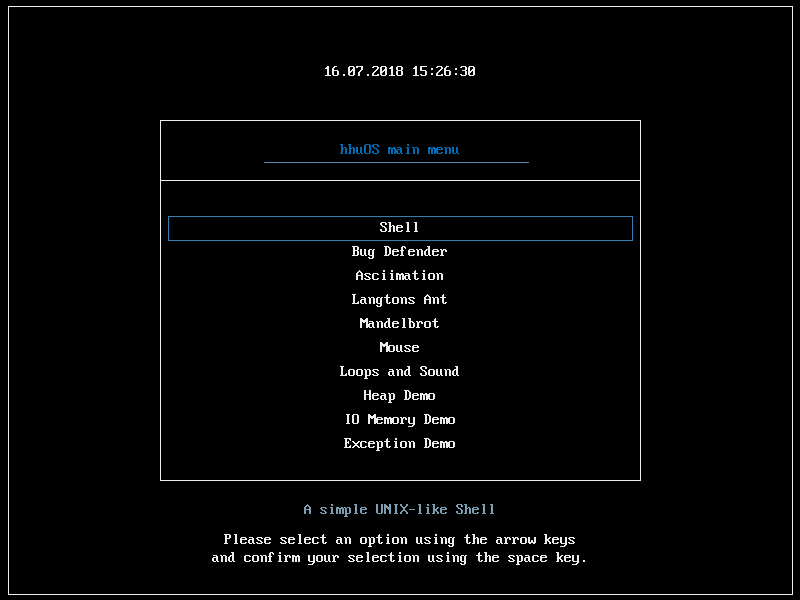 16.07.2018 15:26:30
hhuOS main menu
Shell
Bug Defender
Asciimation
Langtons Ant
Mandelbrot
Mouse
Loops and Sound
Heap Demo
IO Memory Demo
Exception Demo
A simple UNIX-like Shell
Please select an option using the arrow keys
and confirm your selection using the space key.